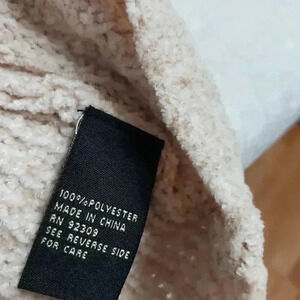 100%POLYESTER
MADE IN CHINA
RN 92309
SEE REVERSE SIDE
FOR CARE